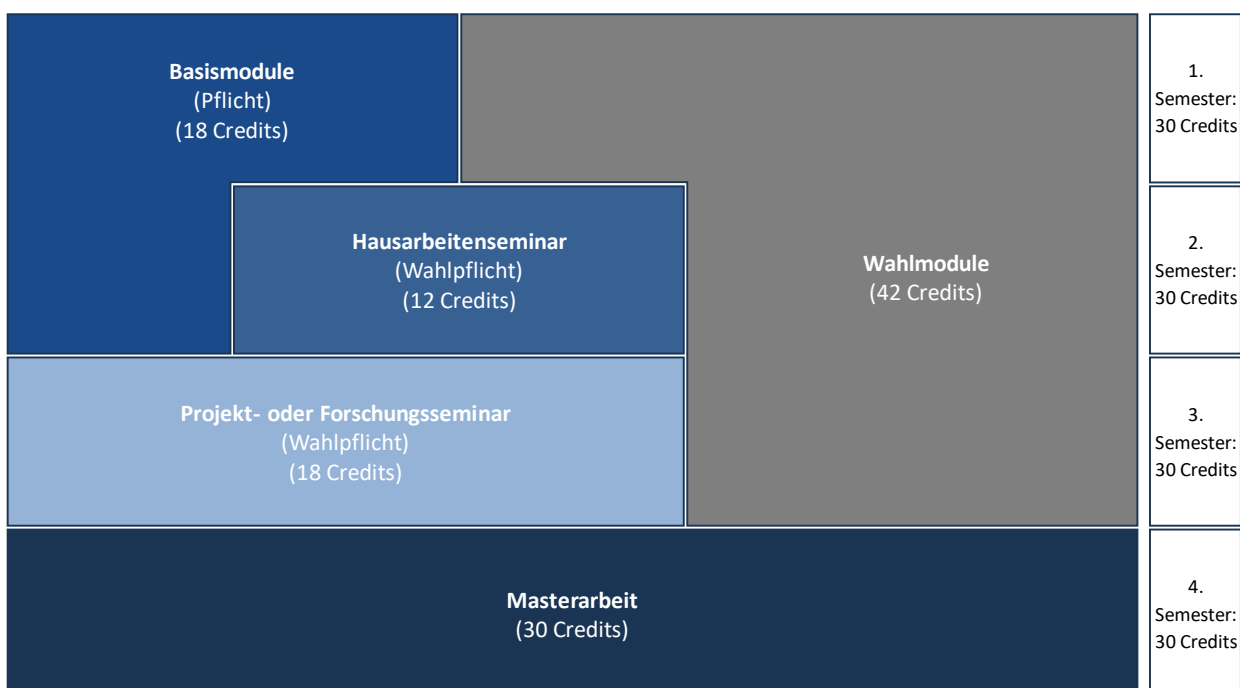 Basismodule
(Pflicht)
(18 Credits)
1.
Semester:
30 Credits
Hausarbeitenseminar
(Wahlpflicht)
(12 Credits)
Wahlmodule
(42 Credits)
2.
Semester:
30 Credits
Projekt- oder Forschungsseminar
(Wahlpflicht)
(18 Credits)
3.
Semester:
30 Credits
Masterarbeit
(30 Credits)
4.
Semester:
30 Credits